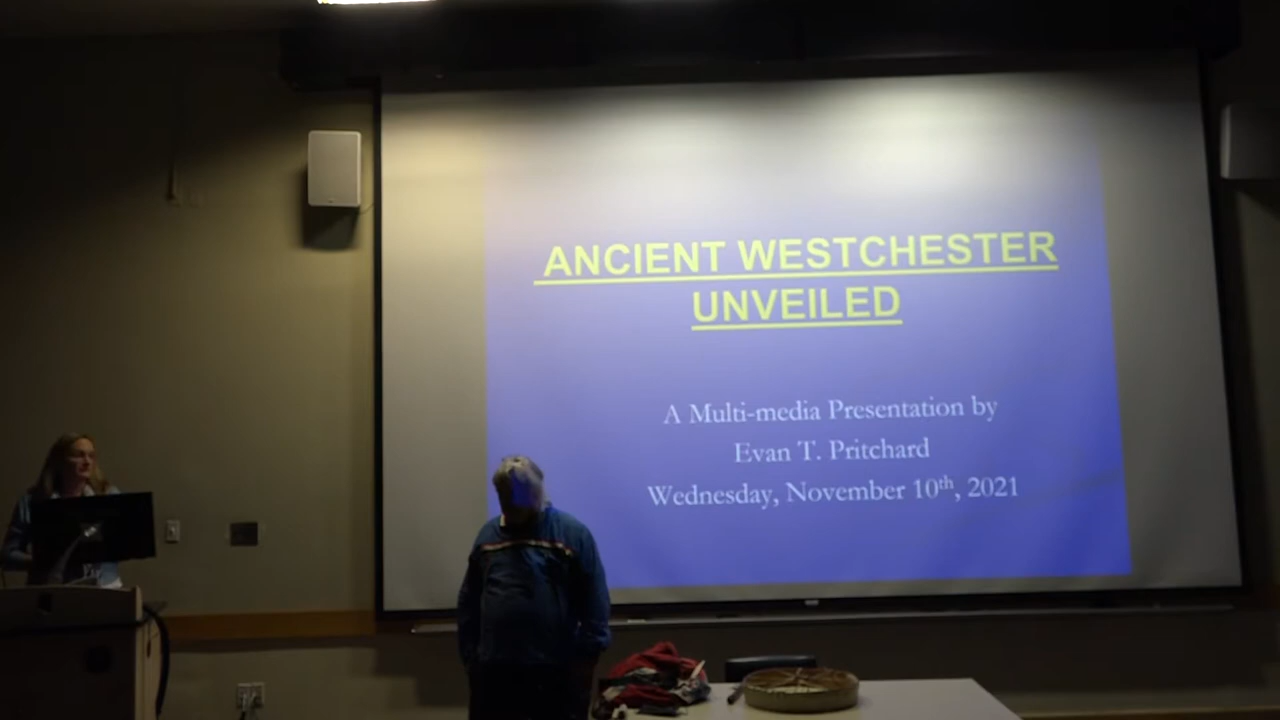 ANCIENT WESTCHESTER
UNVEILED
A Multi-media Presentation by
Evan T. Pritchard
Wednesday, November 10th, 2021